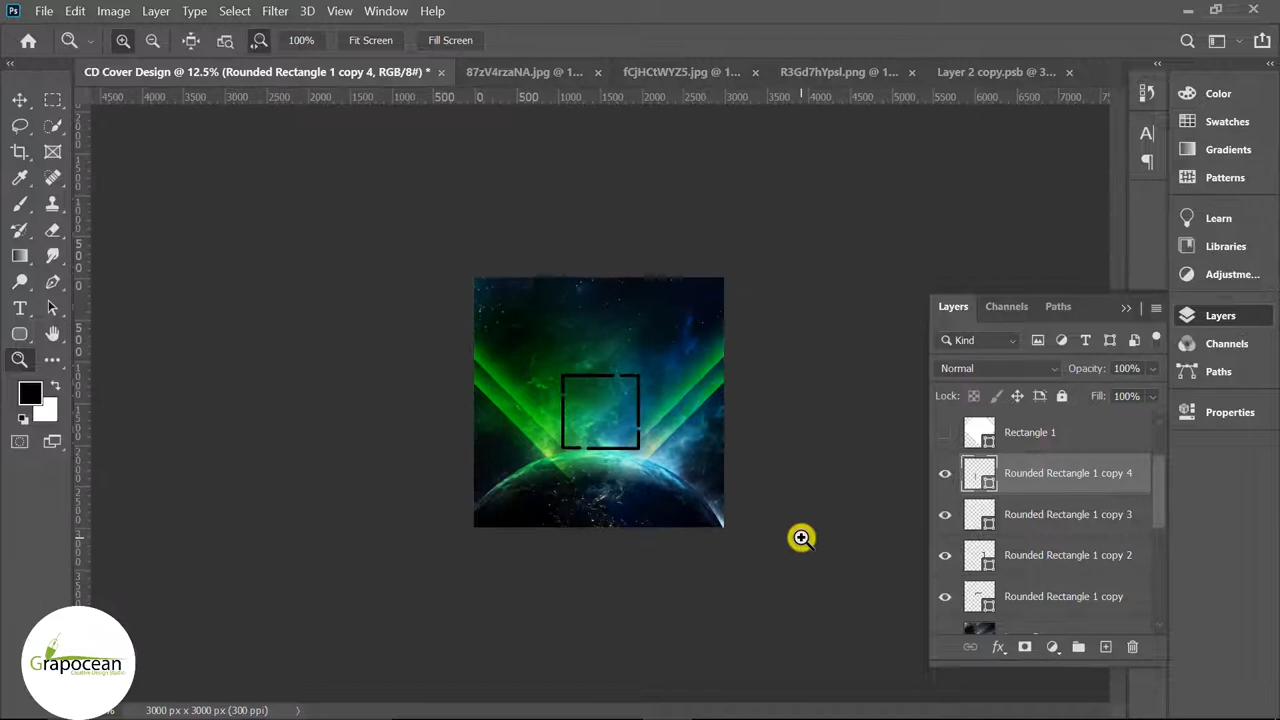 Ps File Edit Image Layer Type Select Filter 3D View Window Help
100% Fit Screen Fill Screen
CD Cover Design @ 12.5% (Rounded Rectangle 1 copy 4, RGB/8#) * × 87zV4rzaNA.jpg @ 1... × fCjHCtWYZ5.jpg @ 1... × R3Gd7hYpsl.png @ 1... × Layer 2 copy.psb @ 3... ×
4500 4000 3500 3000 2500 2000 1500 1000 500 0 500 1000 1500 2000 2500 3000 3500 4000 4500 5000 5500 6000 6500 7000
Color
Swatches
Gradients
Patterns
Learn
Libraries
Adjustme...
Layers
Channels
Paths
Properties
Layers Channels Paths
Kind
Normal Opacity: 100%
Lock: Fill: 100%
Rectangle 1
Rounded Rectangle 1 copy 4
Rounded Rectangle 1 copy 3
Rounded Rectangle 1 copy 2
Rounded Rectangle 1 copy
fx
Grapocean
Creative Design Studio
3000 px x 3000 px (300 ppi)